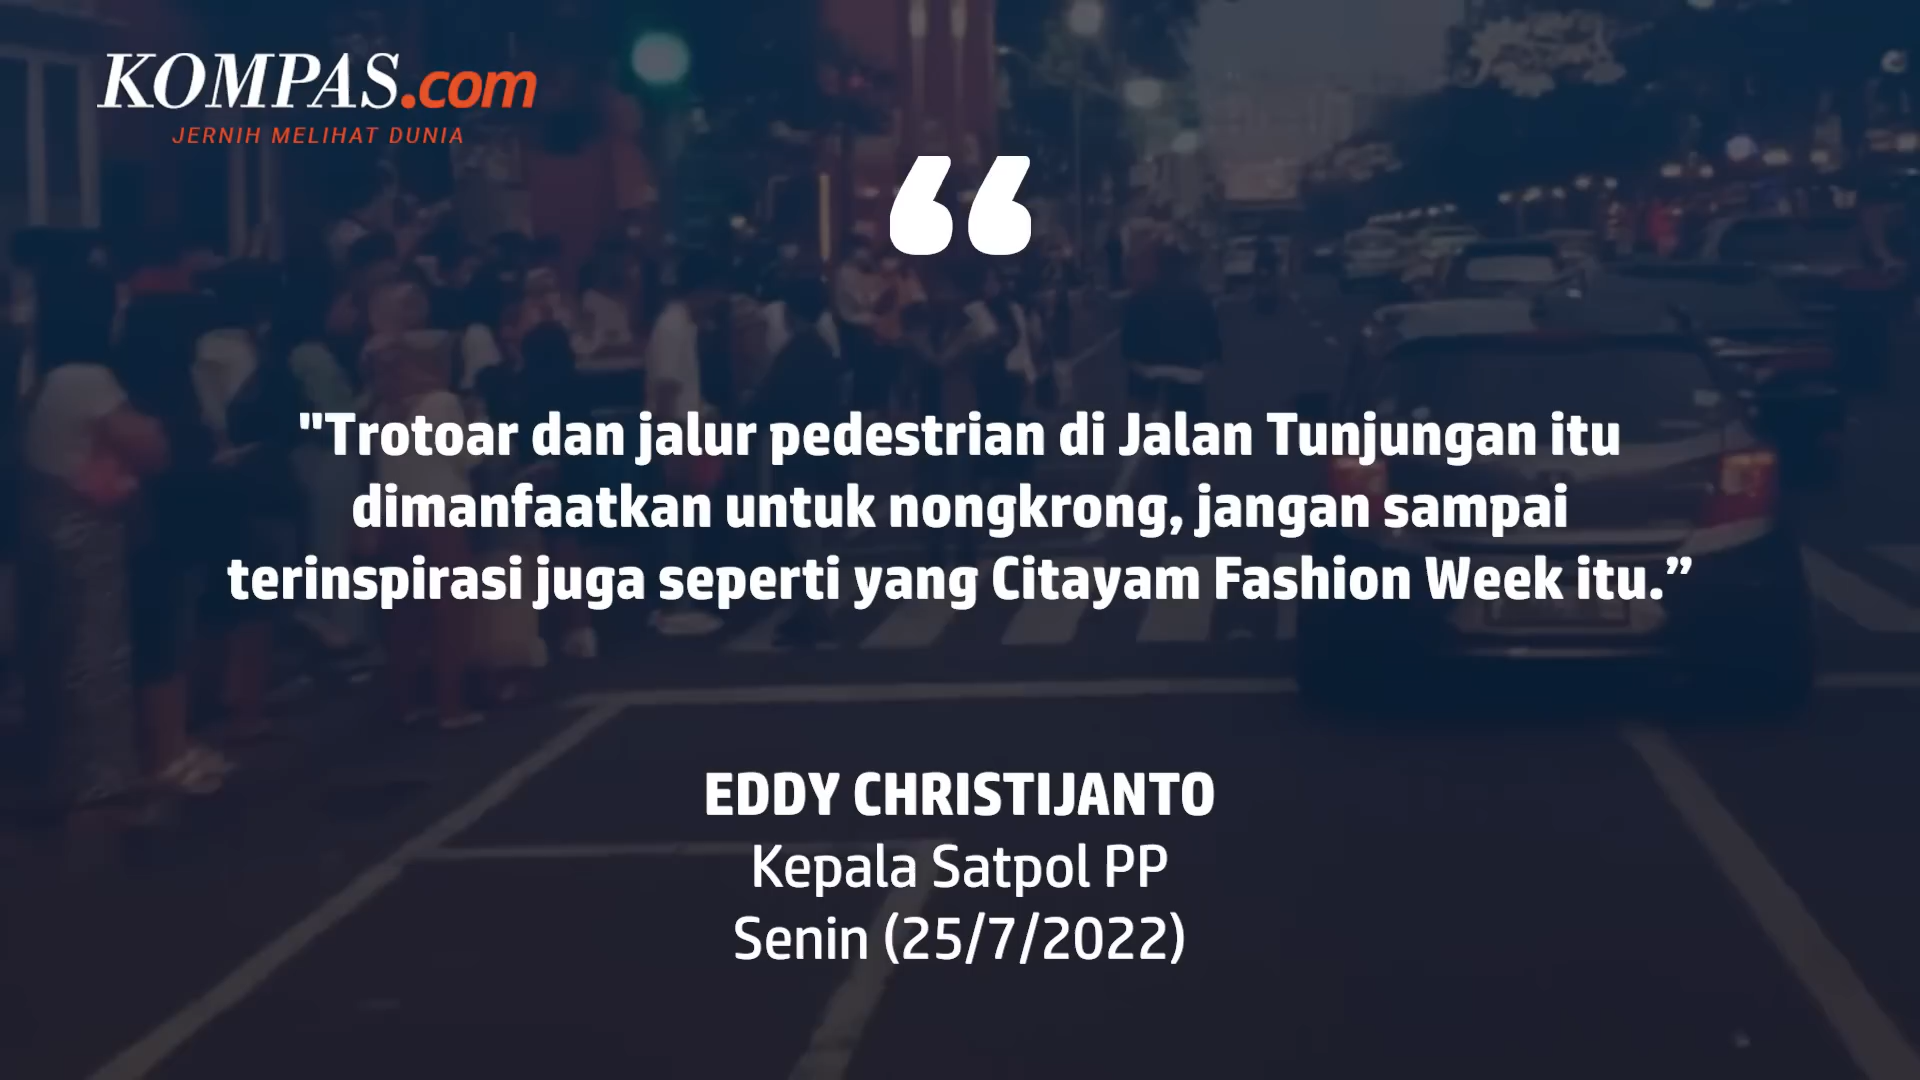 KOMPAS.com
JERNIH MELIHAT DUNIA
“
"Trotoar dan jalur pedestrian di Jalan Tunjungan itu
dimanfaatkan untuk nongkrong, jangan sampai
terinspirasi juga seperti yang Citayam Fashion Week itu.”
EDDY CHRISTIJANTO
Kepala Satpol PP
Senin (25/7/2022)